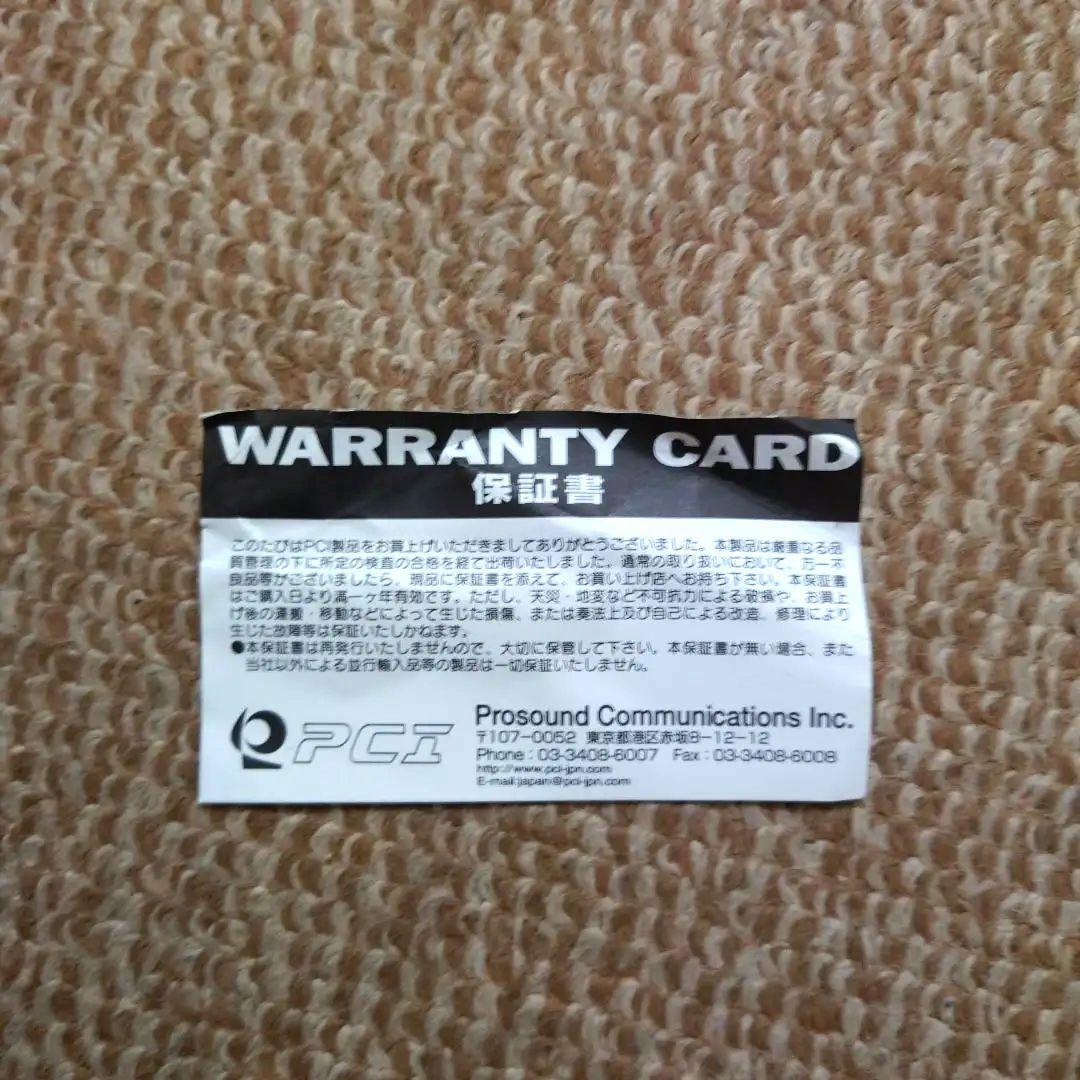 WARRANTY CARD
保証書
このたびはPCI製品をお買上げいただきましてありがとうございました。本製品は厳重なる品
質管理の下に所定の検査の合格を経て出荷いたしました。通常の取り扱いにおいて、万一不
良品等がございましたら、現品に保証書を添えて、お買い上げ店へお持ち下さい。本保証書
はご購入日より満一ヶ年有効です。ただし、天災・地変など不可抗力による破損や、お買上
げ後の運搬・移動などによって生じた損傷、または奏法上及び自己による改造、修理により
生じた故障等は保証いたしかねます。
●本保証書は再発行いたしませんので、大切に保管して下さい。本保証書が無い場合、また
当社以外による並行輸入品等の製品は一切保証いたしません。
PCI
Prosound Communications Inc.
〒107-0052 東京都港区赤坂8-12-12
Phone : 03-3408-6007 Fax : 03-3408-6008
http://www.pci-jpn.com
E-mail:japan@pci-jpn.com